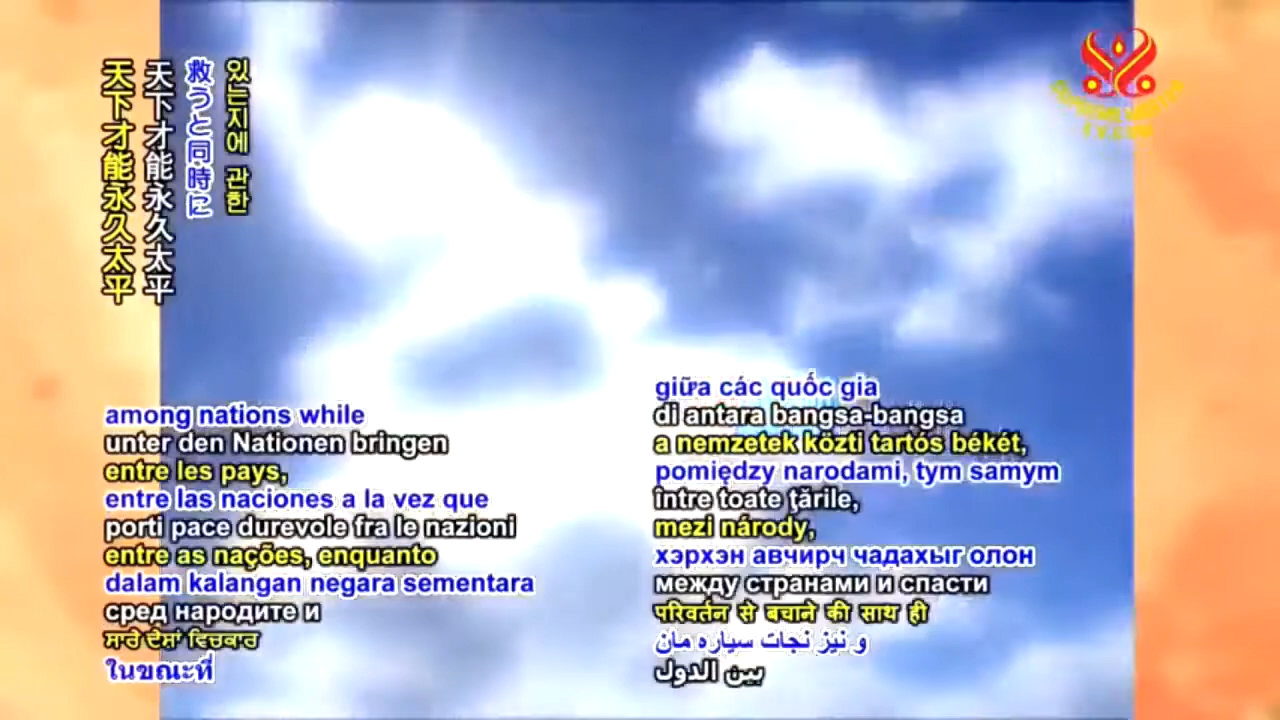 天下才能永久太平
天下才能永久太平
救うと同時に
있는지에 관한
among nations while
unter den Nationen bringen
entre les pays,
entre las naciones a la vez que
porti pace durevole fra le nazioni
entre as nações, enquanto
dalam kalangan negara sementara
сред народите и
ਸਾਰੇ ਦੇਸ਼ਾਂ ਵਿਚਕਾਰ
ในขณะที่
giữa các quốc gia
di antara bangsa-bangsa
a nemzetek közti tartós békét,
pomiędzy narodami, tym samym
între toate ţările,
mezi národy,
хэрхэн авчирч чадахыг олон
между странами и спасти
परिवर्तन से बचाने की साथ ही
و نیز نجات سیاره مان
بين الدول